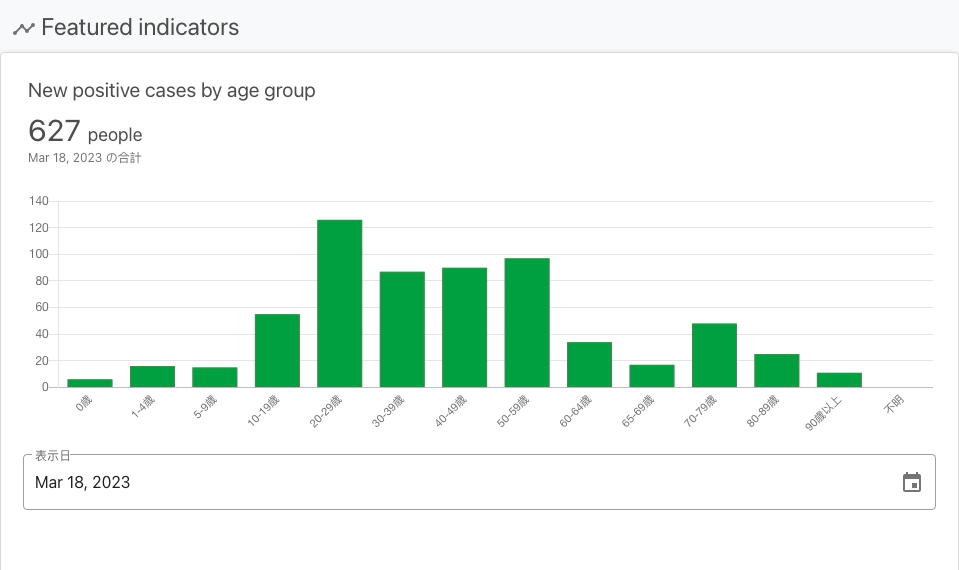 Featured indicators
New positive cases by age group
627 people
Mar 18, 2023 の合計
140
120
100
80
60
40
20
0
0歳
1-4歳
5-9歳
10-19歳
20-29歳
30-39歳
40-49歳
50-59歳
60-64歳
65-69歳
70-79歳
80-89歳
90歳以上
不明
表示日
Mar 18, 2023